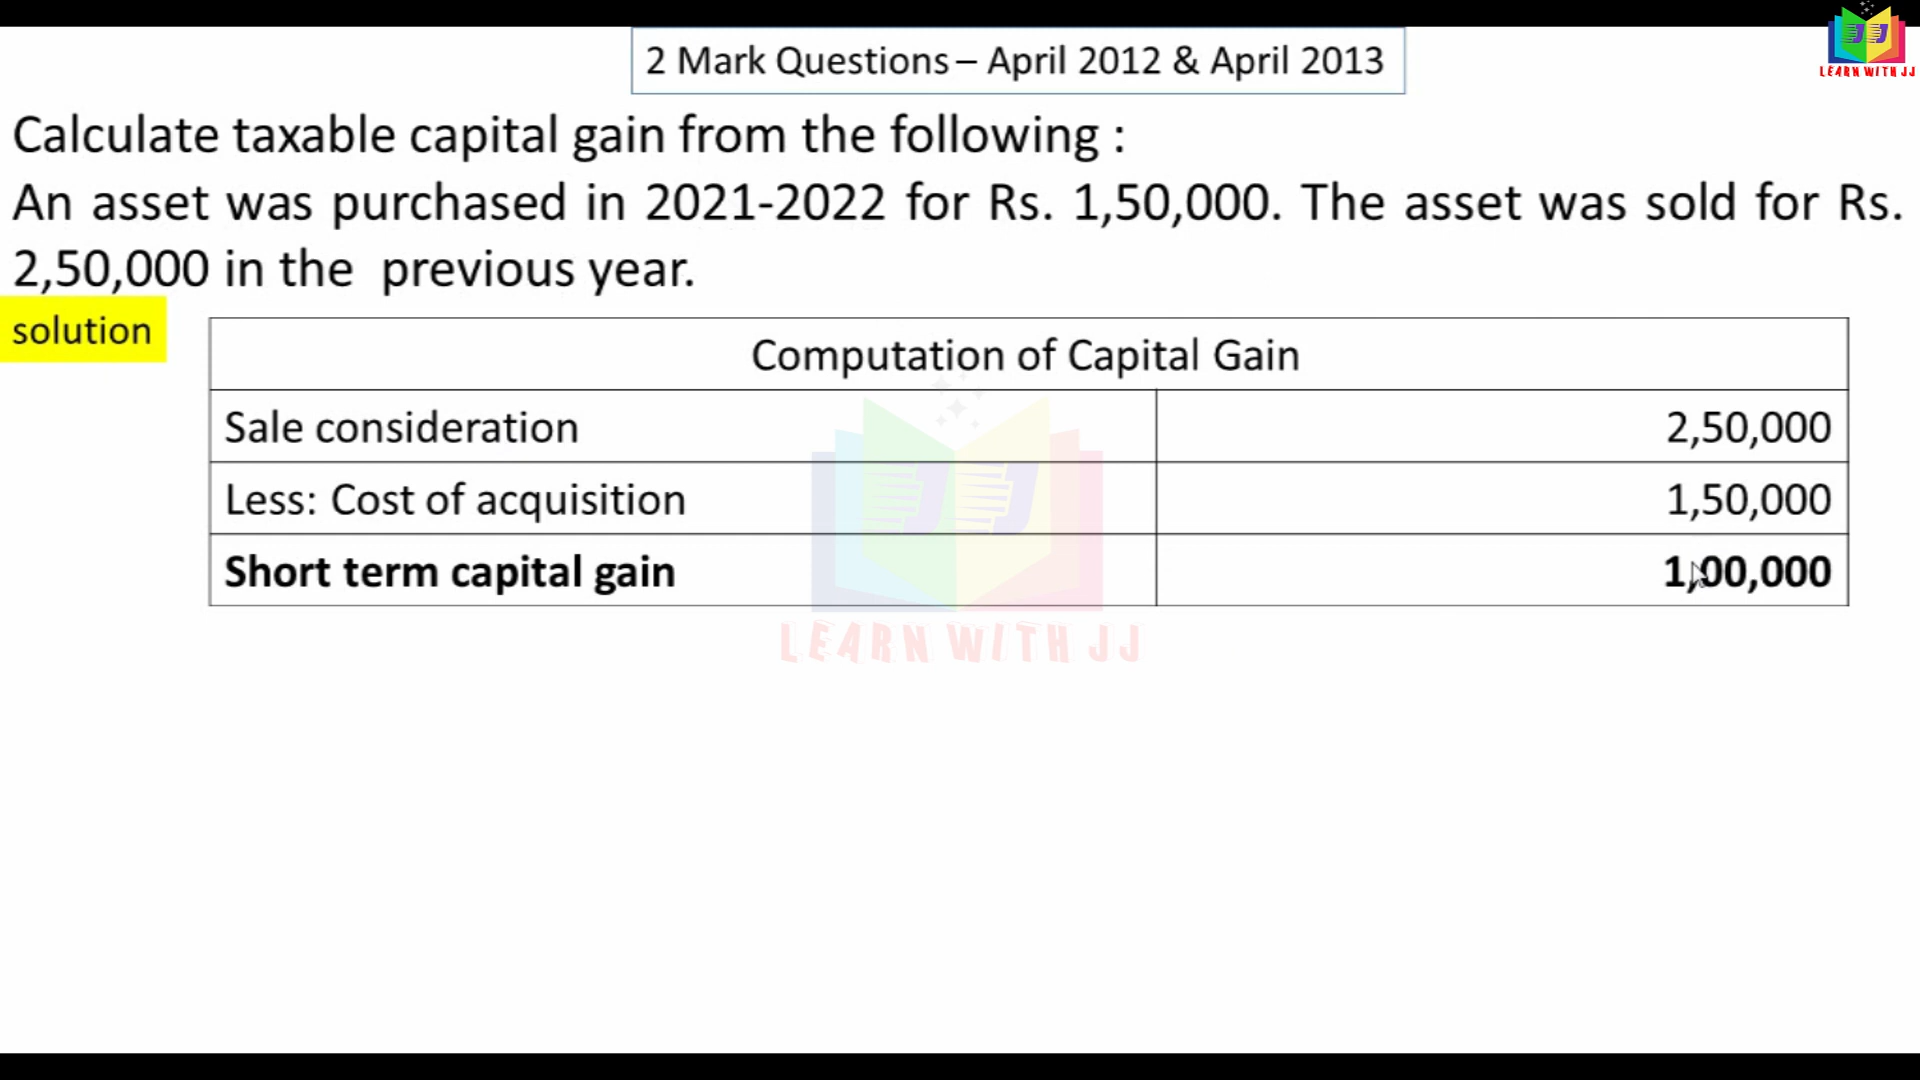 2 Mark Questions – April 2012 & April 2013
LEARN WITH JJ
Calculate taxable capital gain from the following :
An asset was purchased in 2021-2022 for Rs. 1,50,000. The asset was sold for Rs.
2,50,000 in the previous year.
solution
Computation of Capital Gain
Sale consideration 2,50,000
Less: Cost of acquisition 1,50,000
Short term capital gain 1,00,000
JJ
LEARN WITH JJ